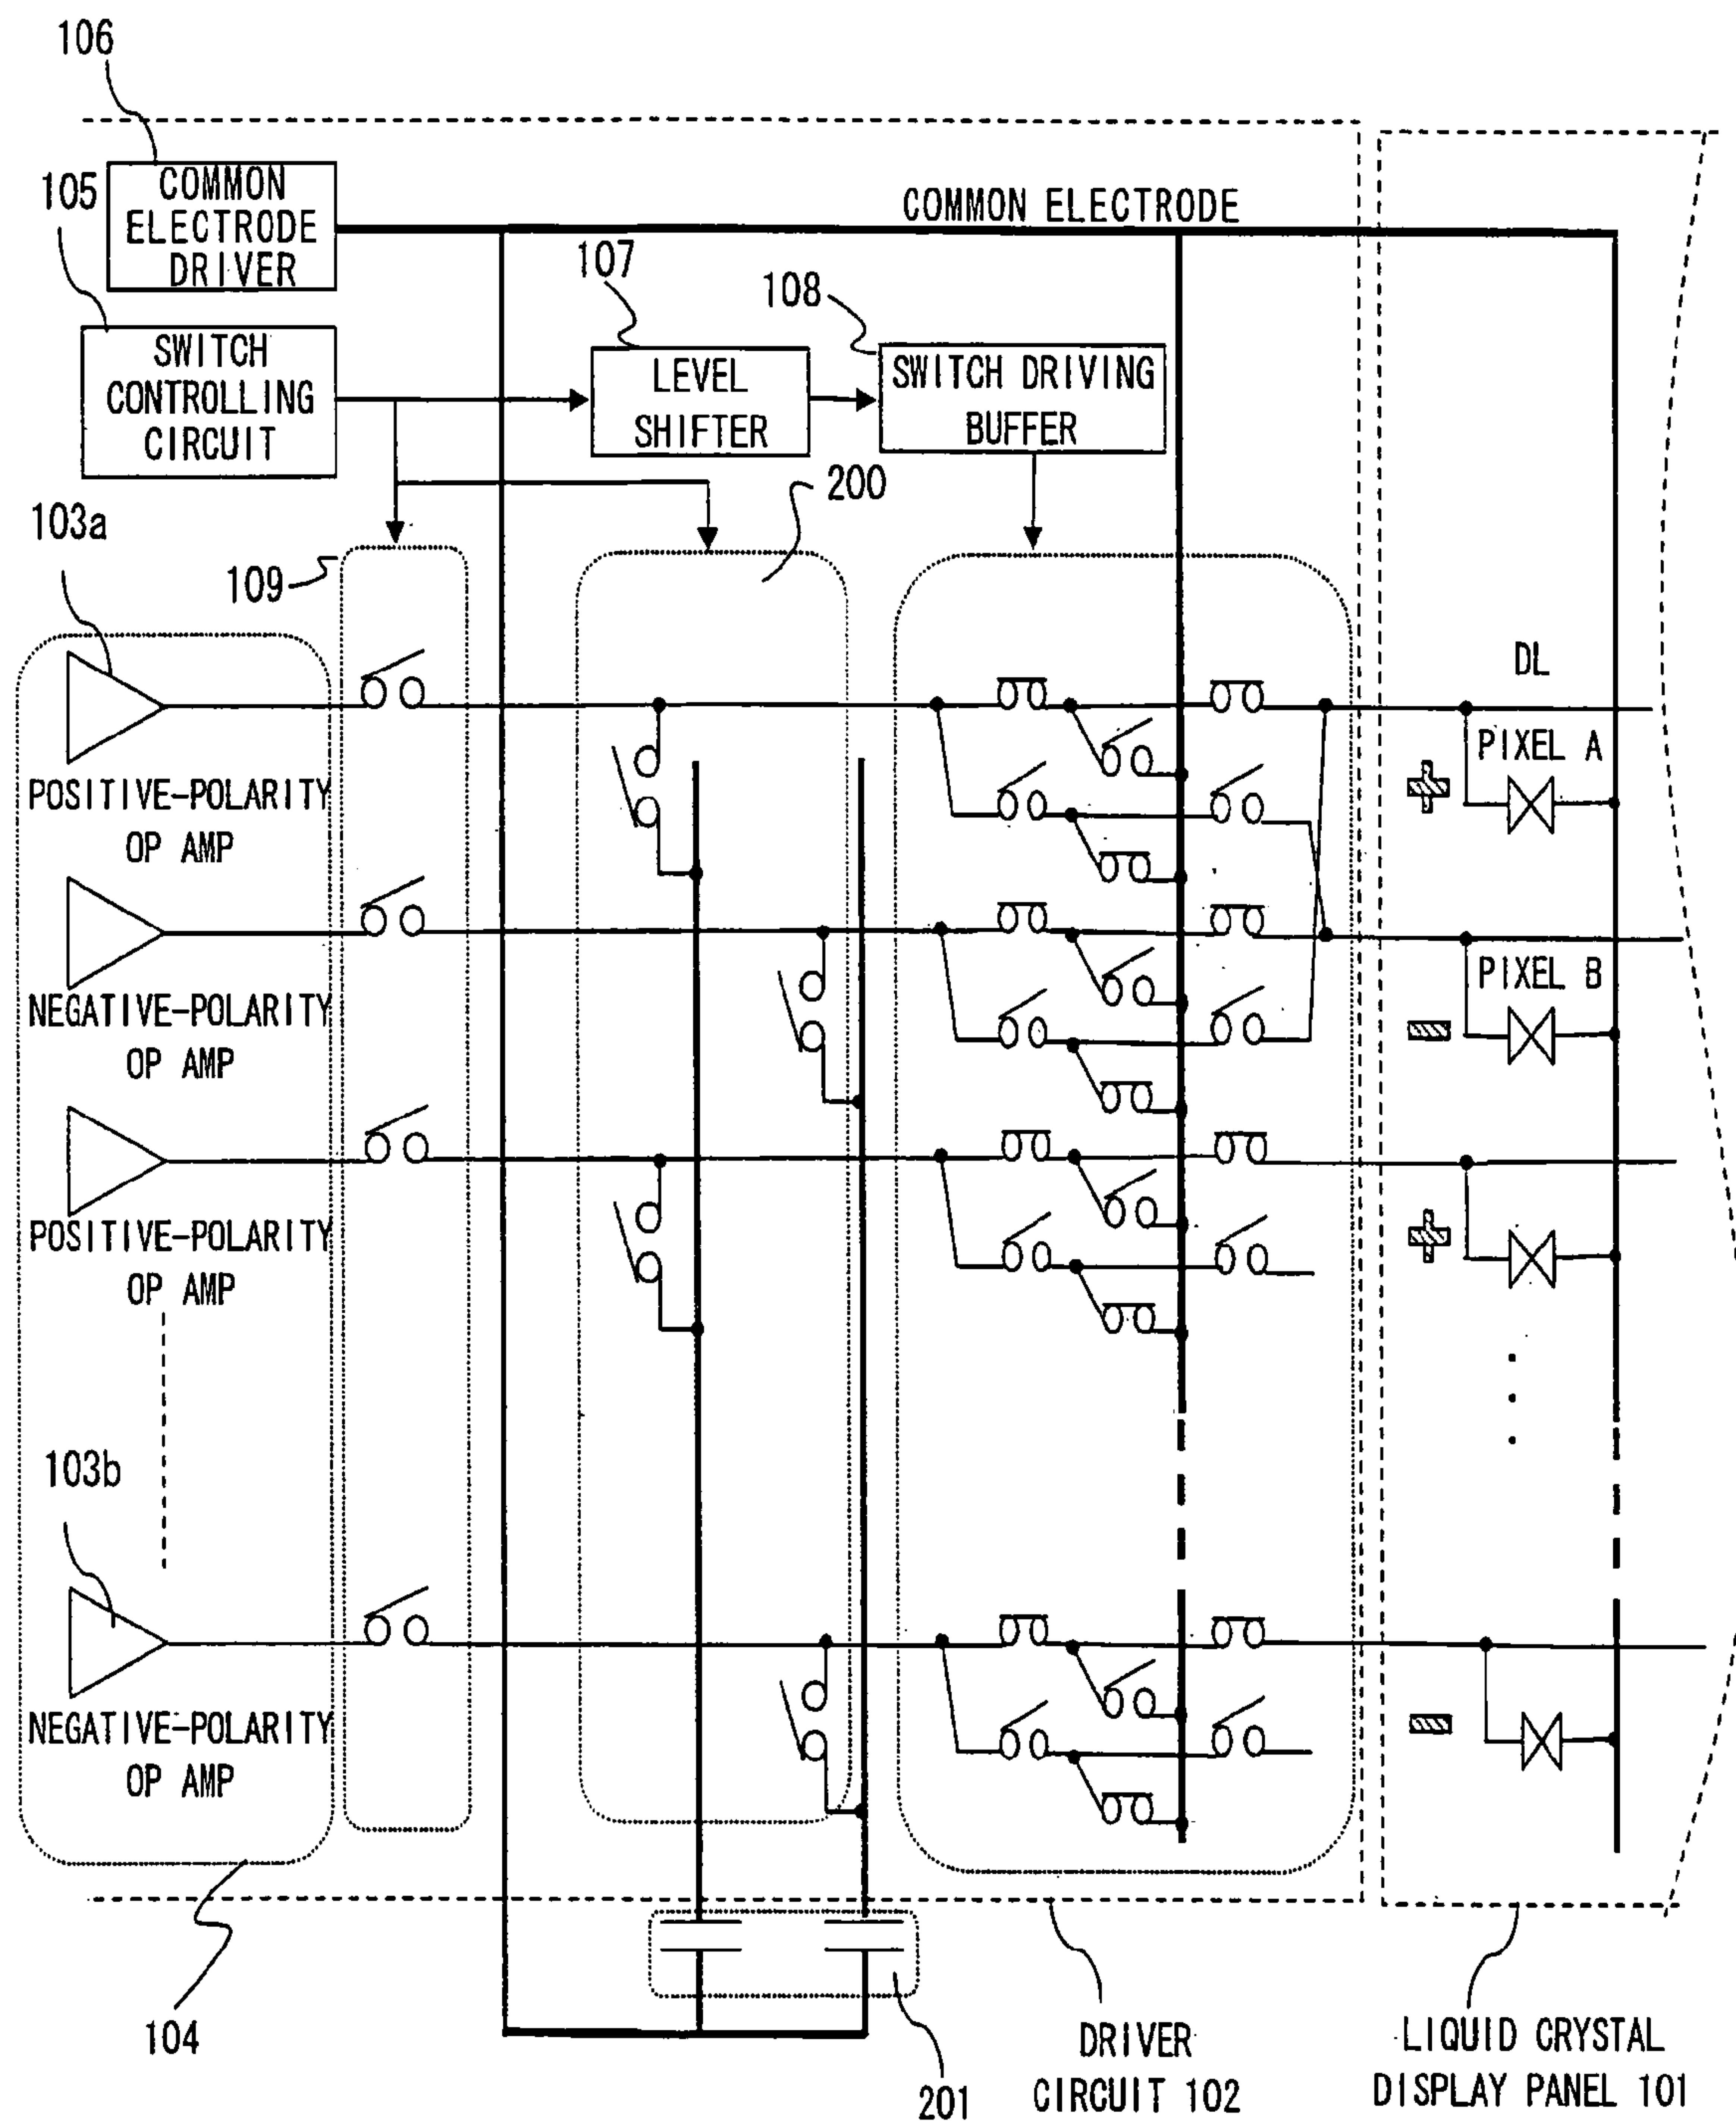 106
COMMON
ELECTRODE
DRIVER
105
COMMON ELECTRODE
107
108
SWITCH
CONTROLLING
CIRCUIT
LEVEL
SHIFTER
SWITCH DRIVING
BUFFER
200
103a
109
DL
PIXEL A
POSITIVE-POLARITY
OP AMP
PIXEL B
NEGATIVE-POLARITY
OP AMP
POSITIVE-POLARITY
OP AMP
103b
NEGATIVE-POLARITY
OP AMP
104
201
DRIVER
CIRCUIT 102
LIQUID CRYSTAL
DISPLAY PANEL 101